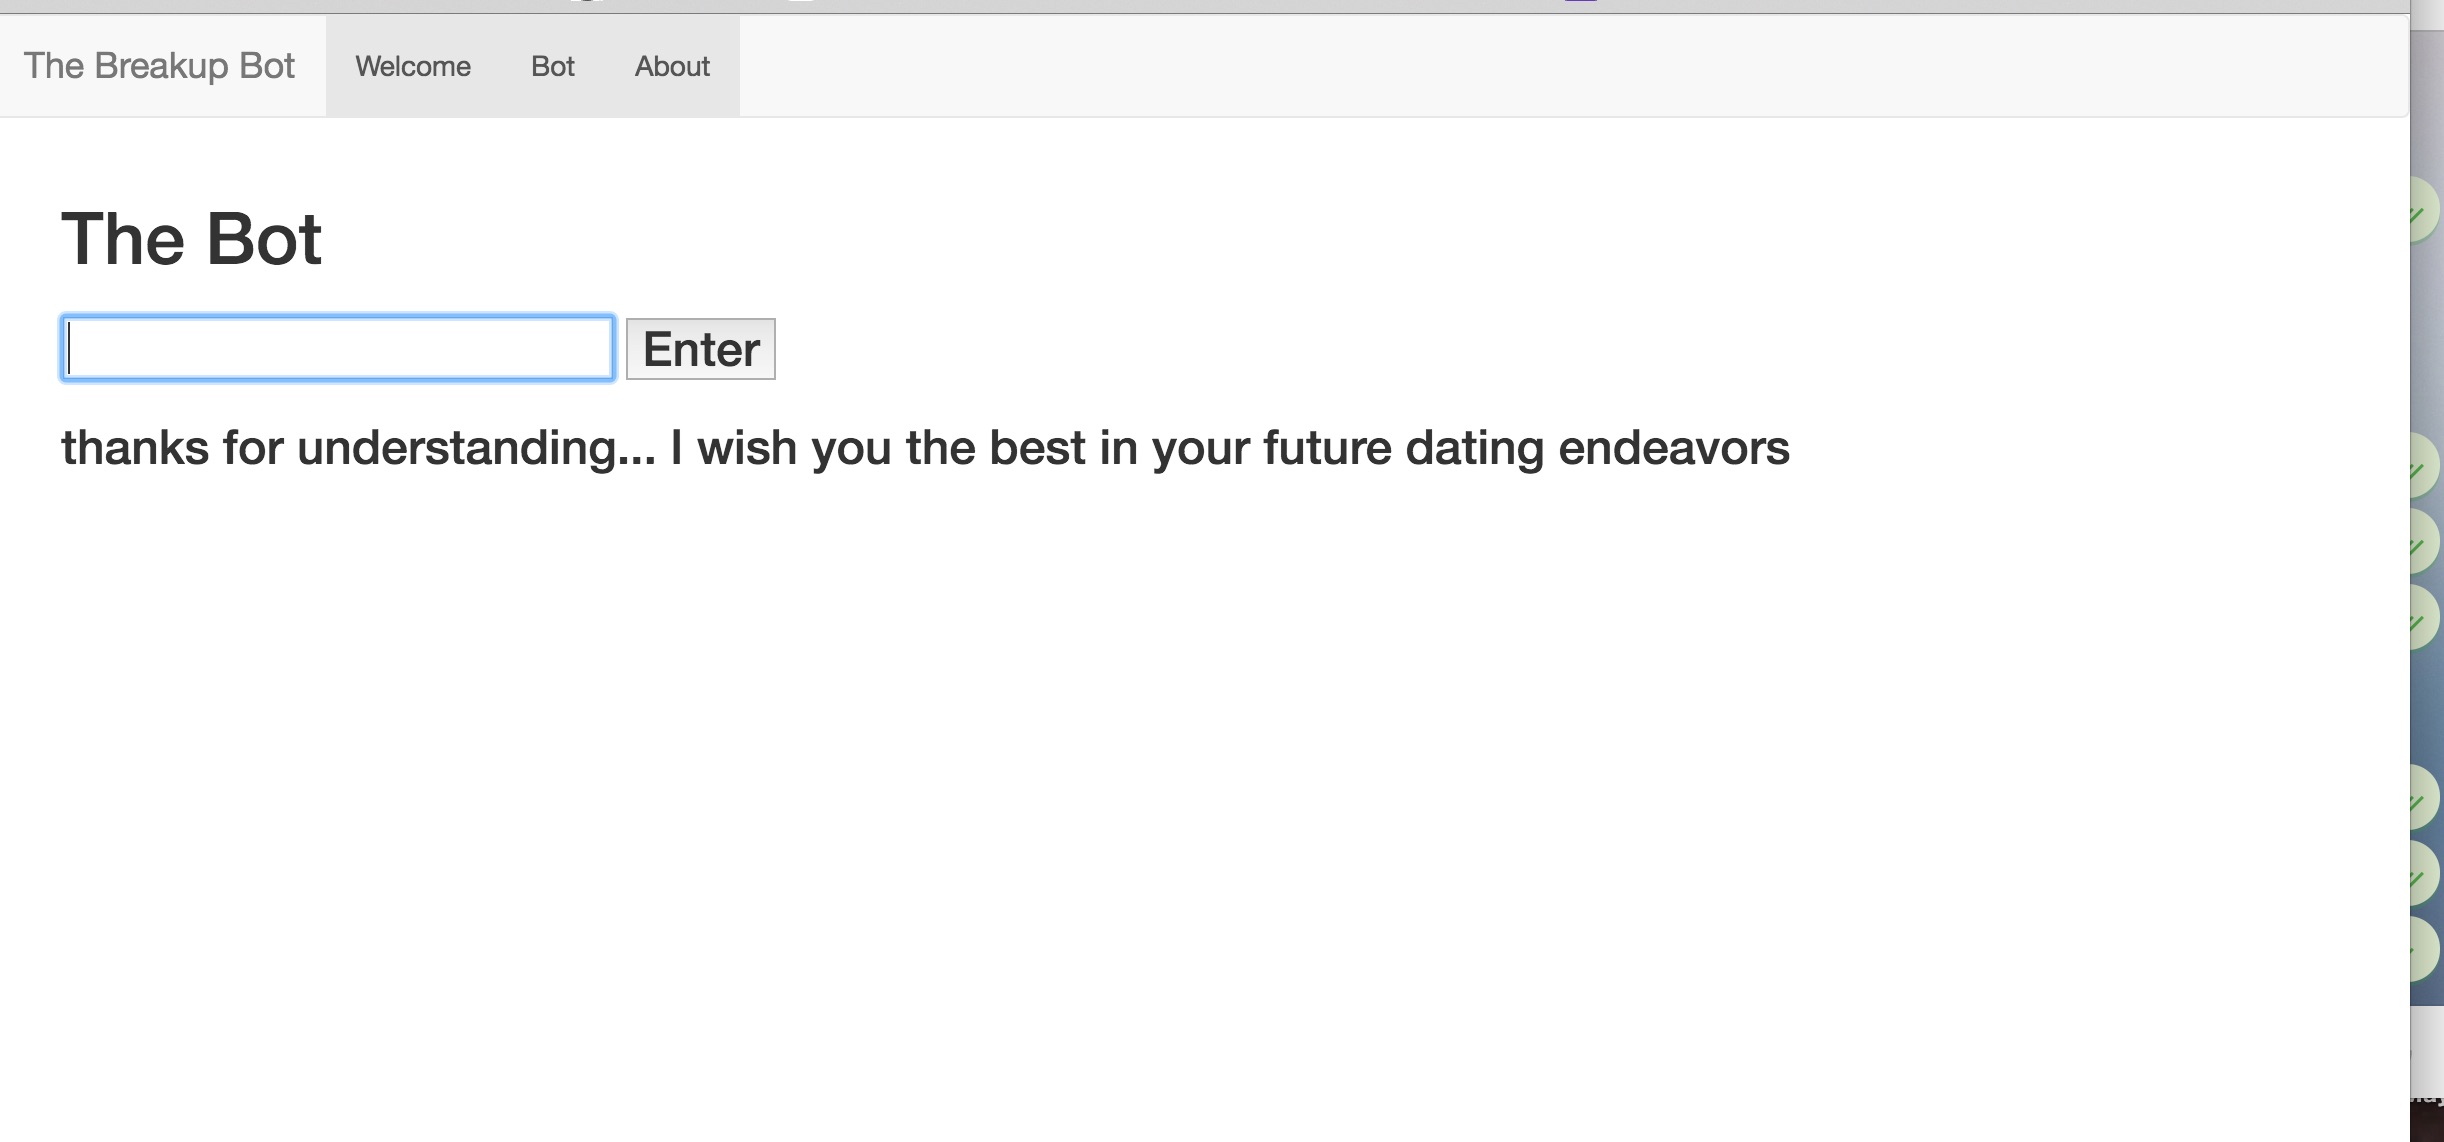 The Breakup Bot Welcome Bot About
The Bot
Enter
thanks for understanding... I wish you the best in your future dating endeavors